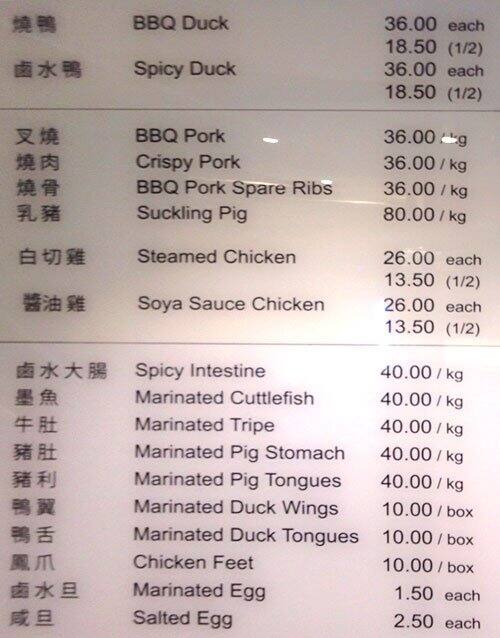 燒鴨 BBQ Duck 36.00 each
18.50 (1/2)
鹵水鴨 Spicy Duck 36.00 each
18.50 (1/2)
叉燒 BBQ Pork 36.00 / kg
燒肉 Crispy Pork 36.00 / kg
燒骨 BBQ Pork Spare Ribs 36.00 / kg
乳豬 Suckling Pig 80.00 / kg
白切雞 Steamed Chicken 26.00 each
13.50 (1/2)
醬油雞 Soya Sauce Chicken 26.00 each
13.50 (1/2)
鹵水大腸 Spicy Intestine 40.00 / kg
墨魚 Marinated Cuttlefish 40.00 / kg
牛肚 Marinated Tripe 40.00 / kg
豬肚 Marinated Pig Stomach 40.00 / kg
豬利 Marinated Pig Tongues 40.00 / kg
鴨翼 Marinated Duck Wings 10.00 / box
鴨舌 Marinated Duck Tongues 10.00 / box
鳳爪 Chicken Feet 10.00 / box
鹵水旦 Marinated Egg 1.50 each
咸旦 Salted Egg 2.50 each